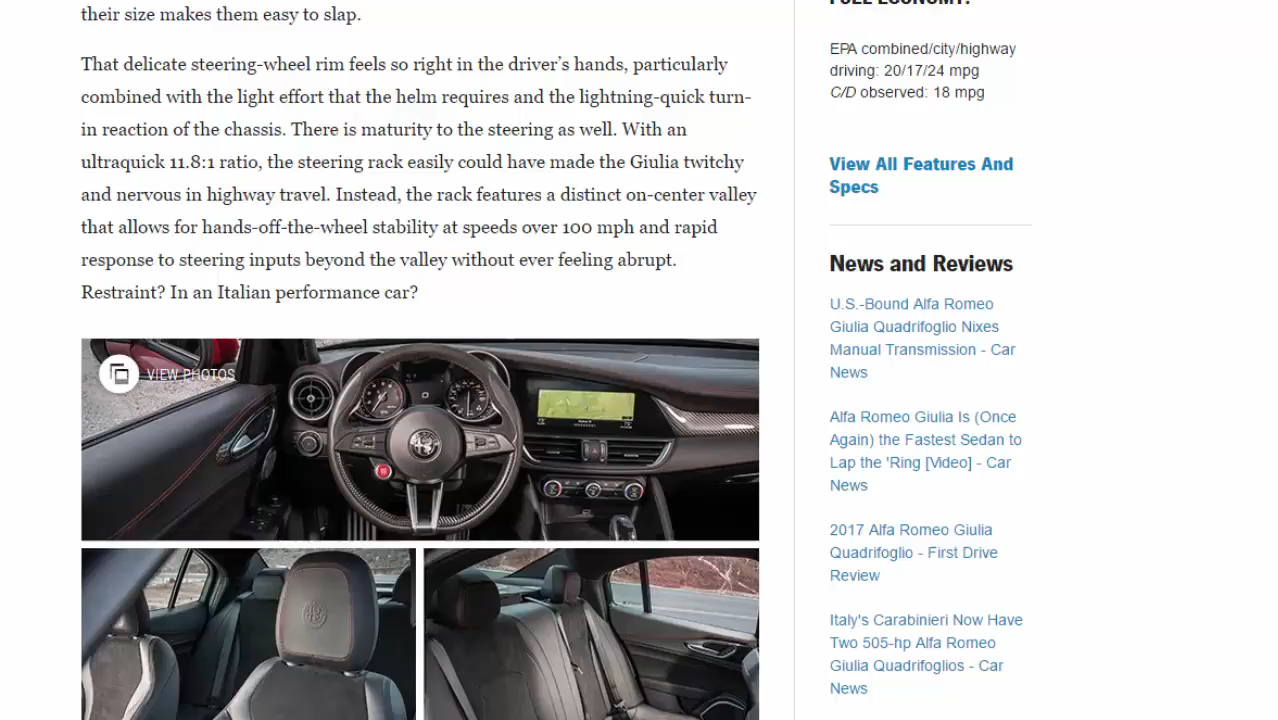 their size makes them easy to slap.
That delicate steering-wheel rim feels so right in the driver’s hands, particularly
combined with the light effort that the helm requires and the lightning-quick turn-
in reaction of the chassis. There is maturity to the steering as well. With an
ultraquick 11.8:1 ratio, the steering rack easily could have made the Giulia twitchy
and nervous in highway travel. Instead, the rack features a distinct on-center valley
that allows for hands-off-the-wheel stability at speeds over 100 mph and rapid
response to steering inputs beyond the valley without ever feeling abrupt.
Restraint? In an Italian performance car?
VIEW PHOTOS
FUEL ECONOMY:
EPA combined/city/highway
driving: 20/17/24 mpg
C/D observed: 18 mpg
View All Features And
Specs
News and Reviews
U.S.-Bound Alfa Romeo
Giulia Quadrifoglio Nixes
Manual Transmission - Car
News
Alfa Romeo Giulia Is (Once
Again) the Fastest Sedan to
Lap the 'Ring [Video] - Car
News
2017 Alfa Romeo Giulia
Quadrifoglio - First Drive
Review
Italy's Carabinieri Now Have
Two 505-hp Alfa Romeo
Giulia Quadrifoglios - Car
News